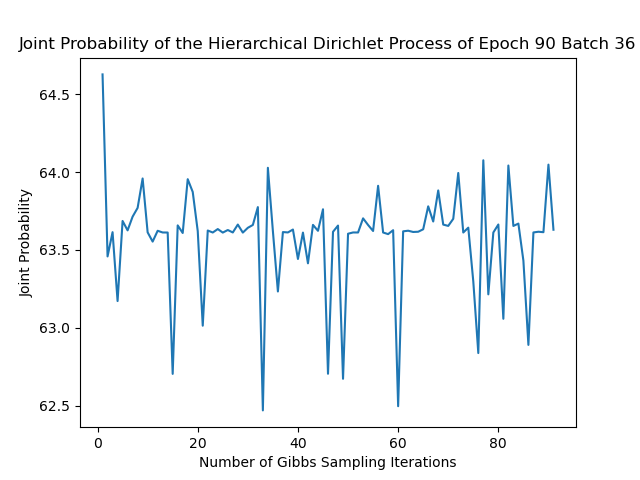 Joint Probability of the Hierarchical Dirichlet Process of Epoch 90 Batch 36
64.5
64.0
63.5
63.0
62.5
Joint Probability
0 20 40 60 80
Number of Gibbs Sampling Iterations